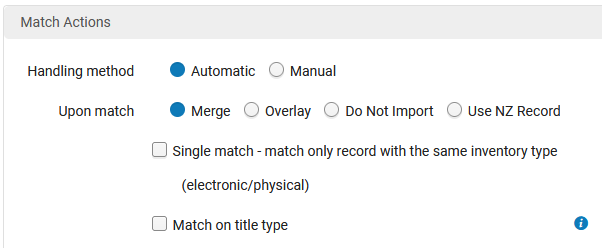 Match Actions
Handling method Automatic Manual
Upon match Merge Overlay Do Not Import Use NZ Record
Single match - match only record with the same inventory type
(electronic/physical)
Match on title type i